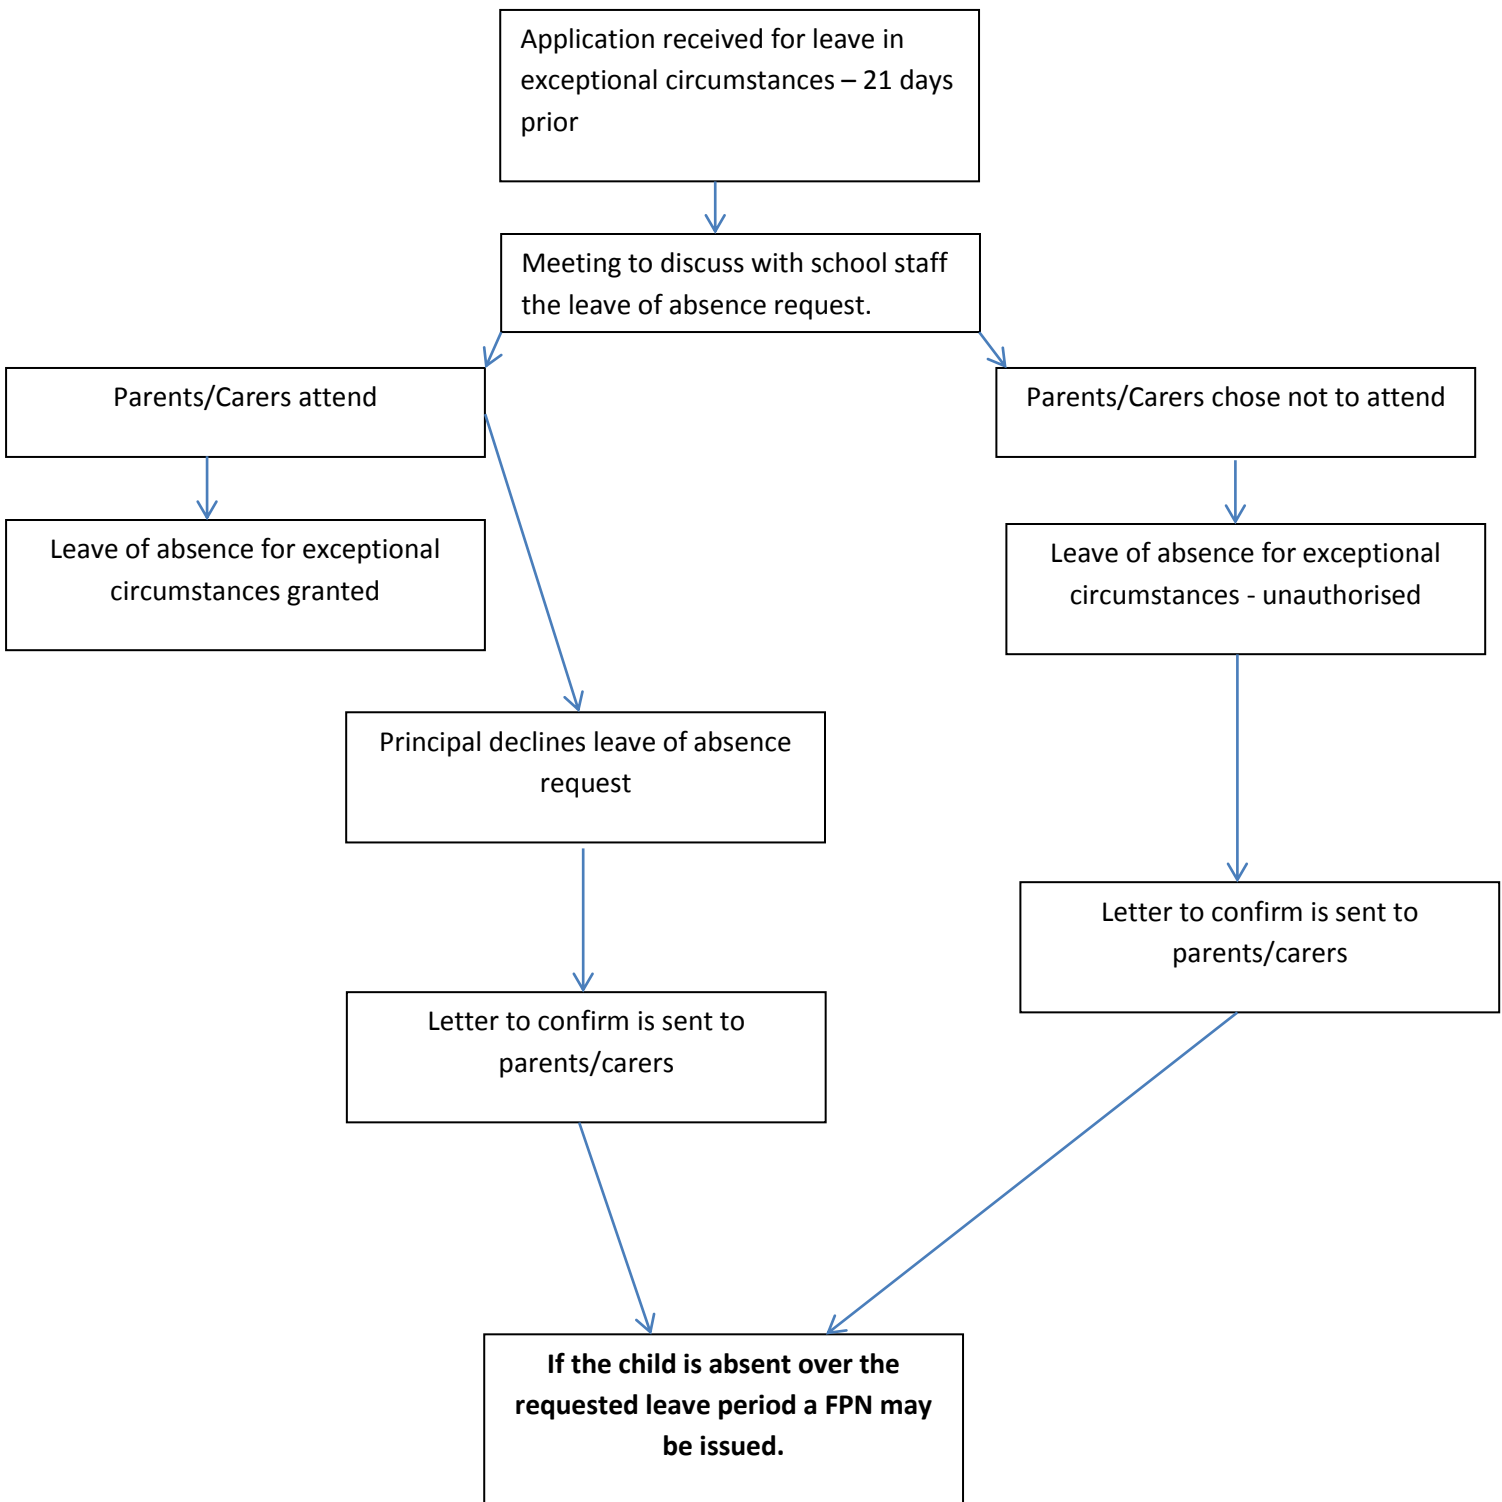 Application received for leave in
exceptional circumstances – 21 days
prior
Meeting to discuss with school staff
the leave of absence request.
Parents/Carers attend
Parents/Carers chose not to attend
Leave of absence for exceptional
circumstances granted
Leave of absence for exceptional
circumstances - unauthorised
Principal declines leave of absence
request
Letter to confirm is sent to
parents/carers
Letter to confirm is sent to
parents/carers
If the child is absent over the
requested leave period a FPN may
be issued.